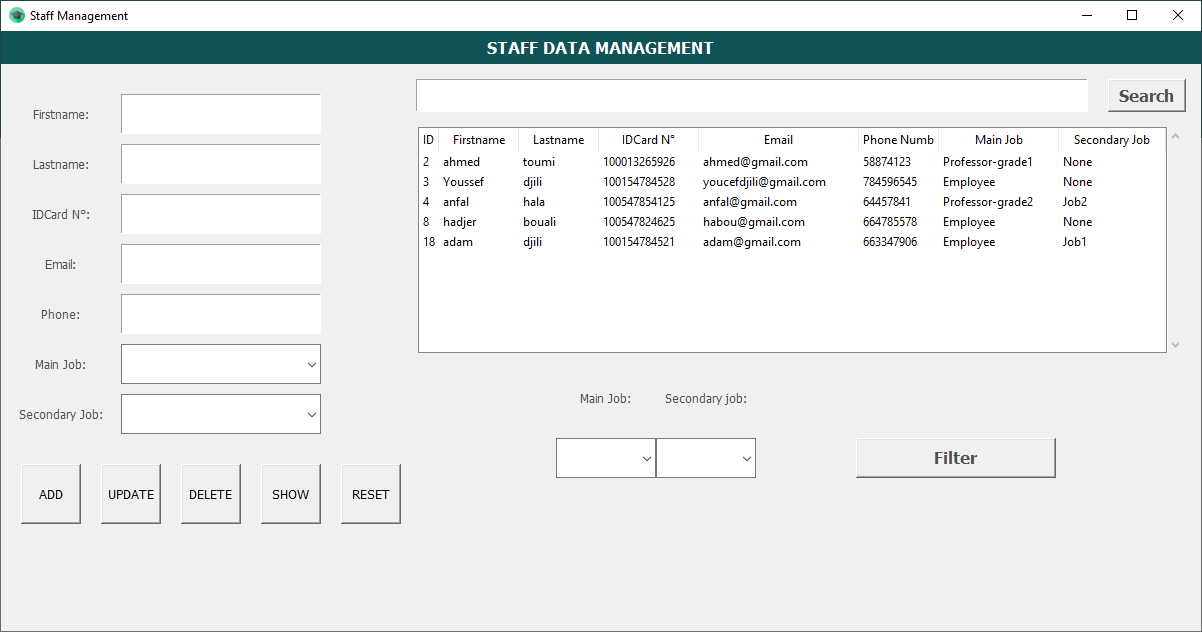 Staff Management
STAFF DATA MANAGEMENT
Firstname:
Lastname:
IDCard N°:
Email:
Phone:
Main Job:
Secondary Job:
ADD UPDATE DELETE SHOW RESET
Search
ID Firstname Lastname IDCard N° Email Phone Numb Main Job Secondary Job
2 ahmed toumi 100013265926 ahmed@gmail.com 58874123 Professor-grade1 None
3 Youssef djili 100154784528 youcefdjili@gmail.com 784596545 Employee None
4 anfal hala 100547854125 anfal@gmail.com 64457841 Professor-grade2 Job2
8 hadjer bouali 100547824625 habou@gmail.com 664785578 Employee None
18 adam djili 100154784521 adam@gmail.com 663347906 Employee Job1
Main Job: Secondary job:
Filter